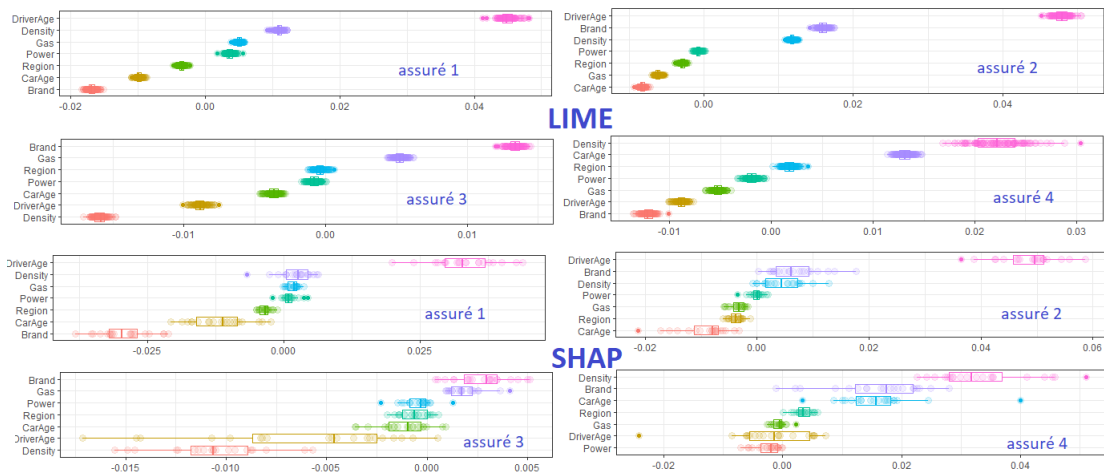 DriverAge
Density
Gas
Power
Region
CarAge
Brand
assuré 1
-0.02
0.00
0.02
0.04
DriverAge
Brand
Density
Power
Region
Gas
CarAge
assuré 2
0.00
0.02
0.04
LIME
Brand
Gas
Region
Power
CarAge
DriverAge
Density
assuré 3
-0.01
0.00
0.01
Density
CarAge
Region
Power
Gas
DriverAge
Brand
assuré 4
-0.01
0.00
0.01
0.02
0.03
DriverAge
Density
Gas
Power
Region
CarAge
Brand
assuré 1
-0.025
0.000
0.025
DriverAge
Brand
Density
Power
Gas
Region
CarAge
assuré 2
-0.02
0.00
0.02
0.04
0.06
SHAP
Brand
Gas
Power
Region
CarAge
DriverAge
Density
assuré 3
-0.015
-0.010
-0.005
0.000
0.005
Density
Brand
CarAge
Region
Gas
DriverAge
Power
assuré 4
-0.02
0.00
0.02
0.04